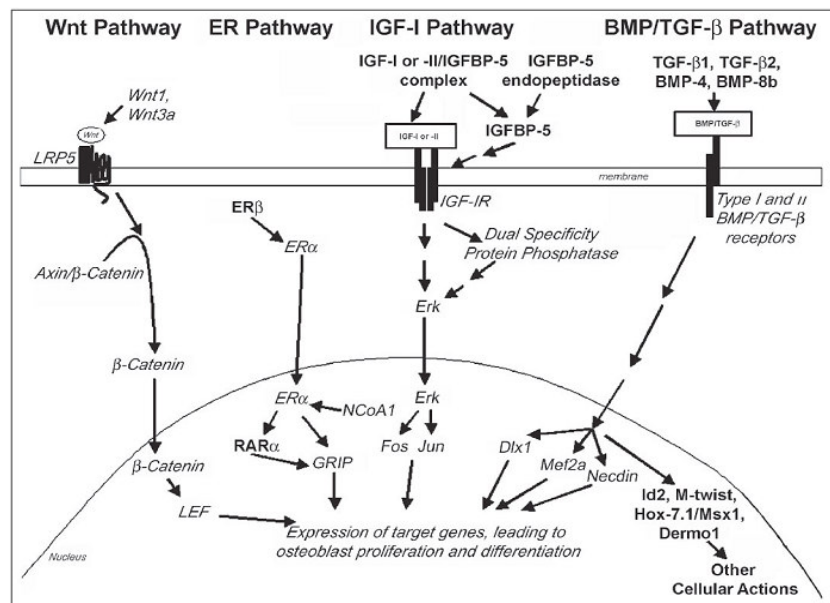 Wnt Pathway
ER Pathway
IGF-I Pathway
BMP/TGF-β Pathway
Wnt1,
Wnt3a
Wnt
LRP5
Axin/β-Catenin
β-Catenin
β-Catenin
LEF
ERβ
ERα
ERα
NCoA1
RARα
GRIP
IGF-I or -II/IGFBP-5
complex
IGFBP-5
endopeptidase
IGF-I or -II
IGFBP-5
IGF-IR
Dual Specificity
Protein Phosphatase
Erk
Erk
Fos Jun
TGF-β1, TGF-β2,
BMP-4, BMP-8b
BMP/TGF-β
membrane
Type I and II
BMP/TGF-β
receptors
Dlx1
Mef2a
Necdin
Id2, M-twist,
Hox-7.1/Msx1,
Dermo1
Other
Cellular Actions
Expression of target genes, leading to
osteoblast proliferation and differentiation
Nucleus